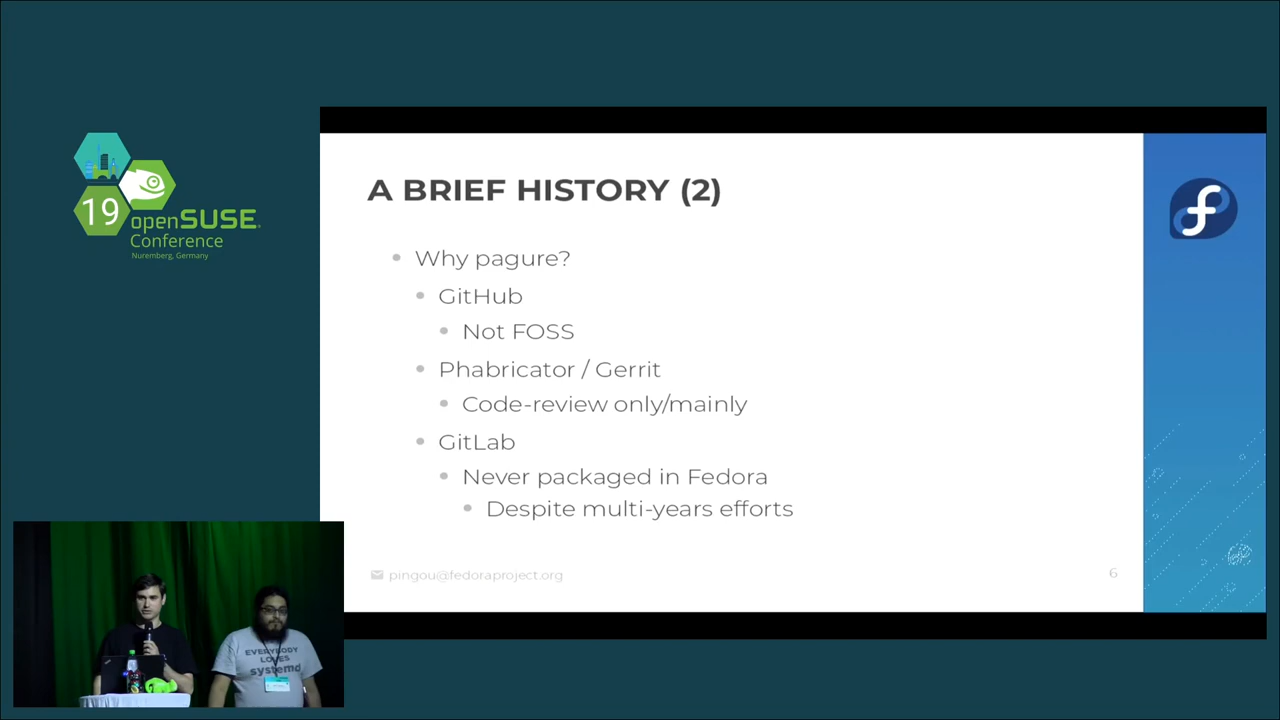 19
openSUSE
Conference
Nuremberg, Germany
A BRIEF HISTORY (2)
Why pagure?
GitHub
Not FOSS
Phabricator / Gerrit
Code-review only/mainly
GitLab
Never packaged in Fedora
Despite multi-years efforts
pingou@fedoraproject.org
6
EVERYBODY
LOVES
systemd